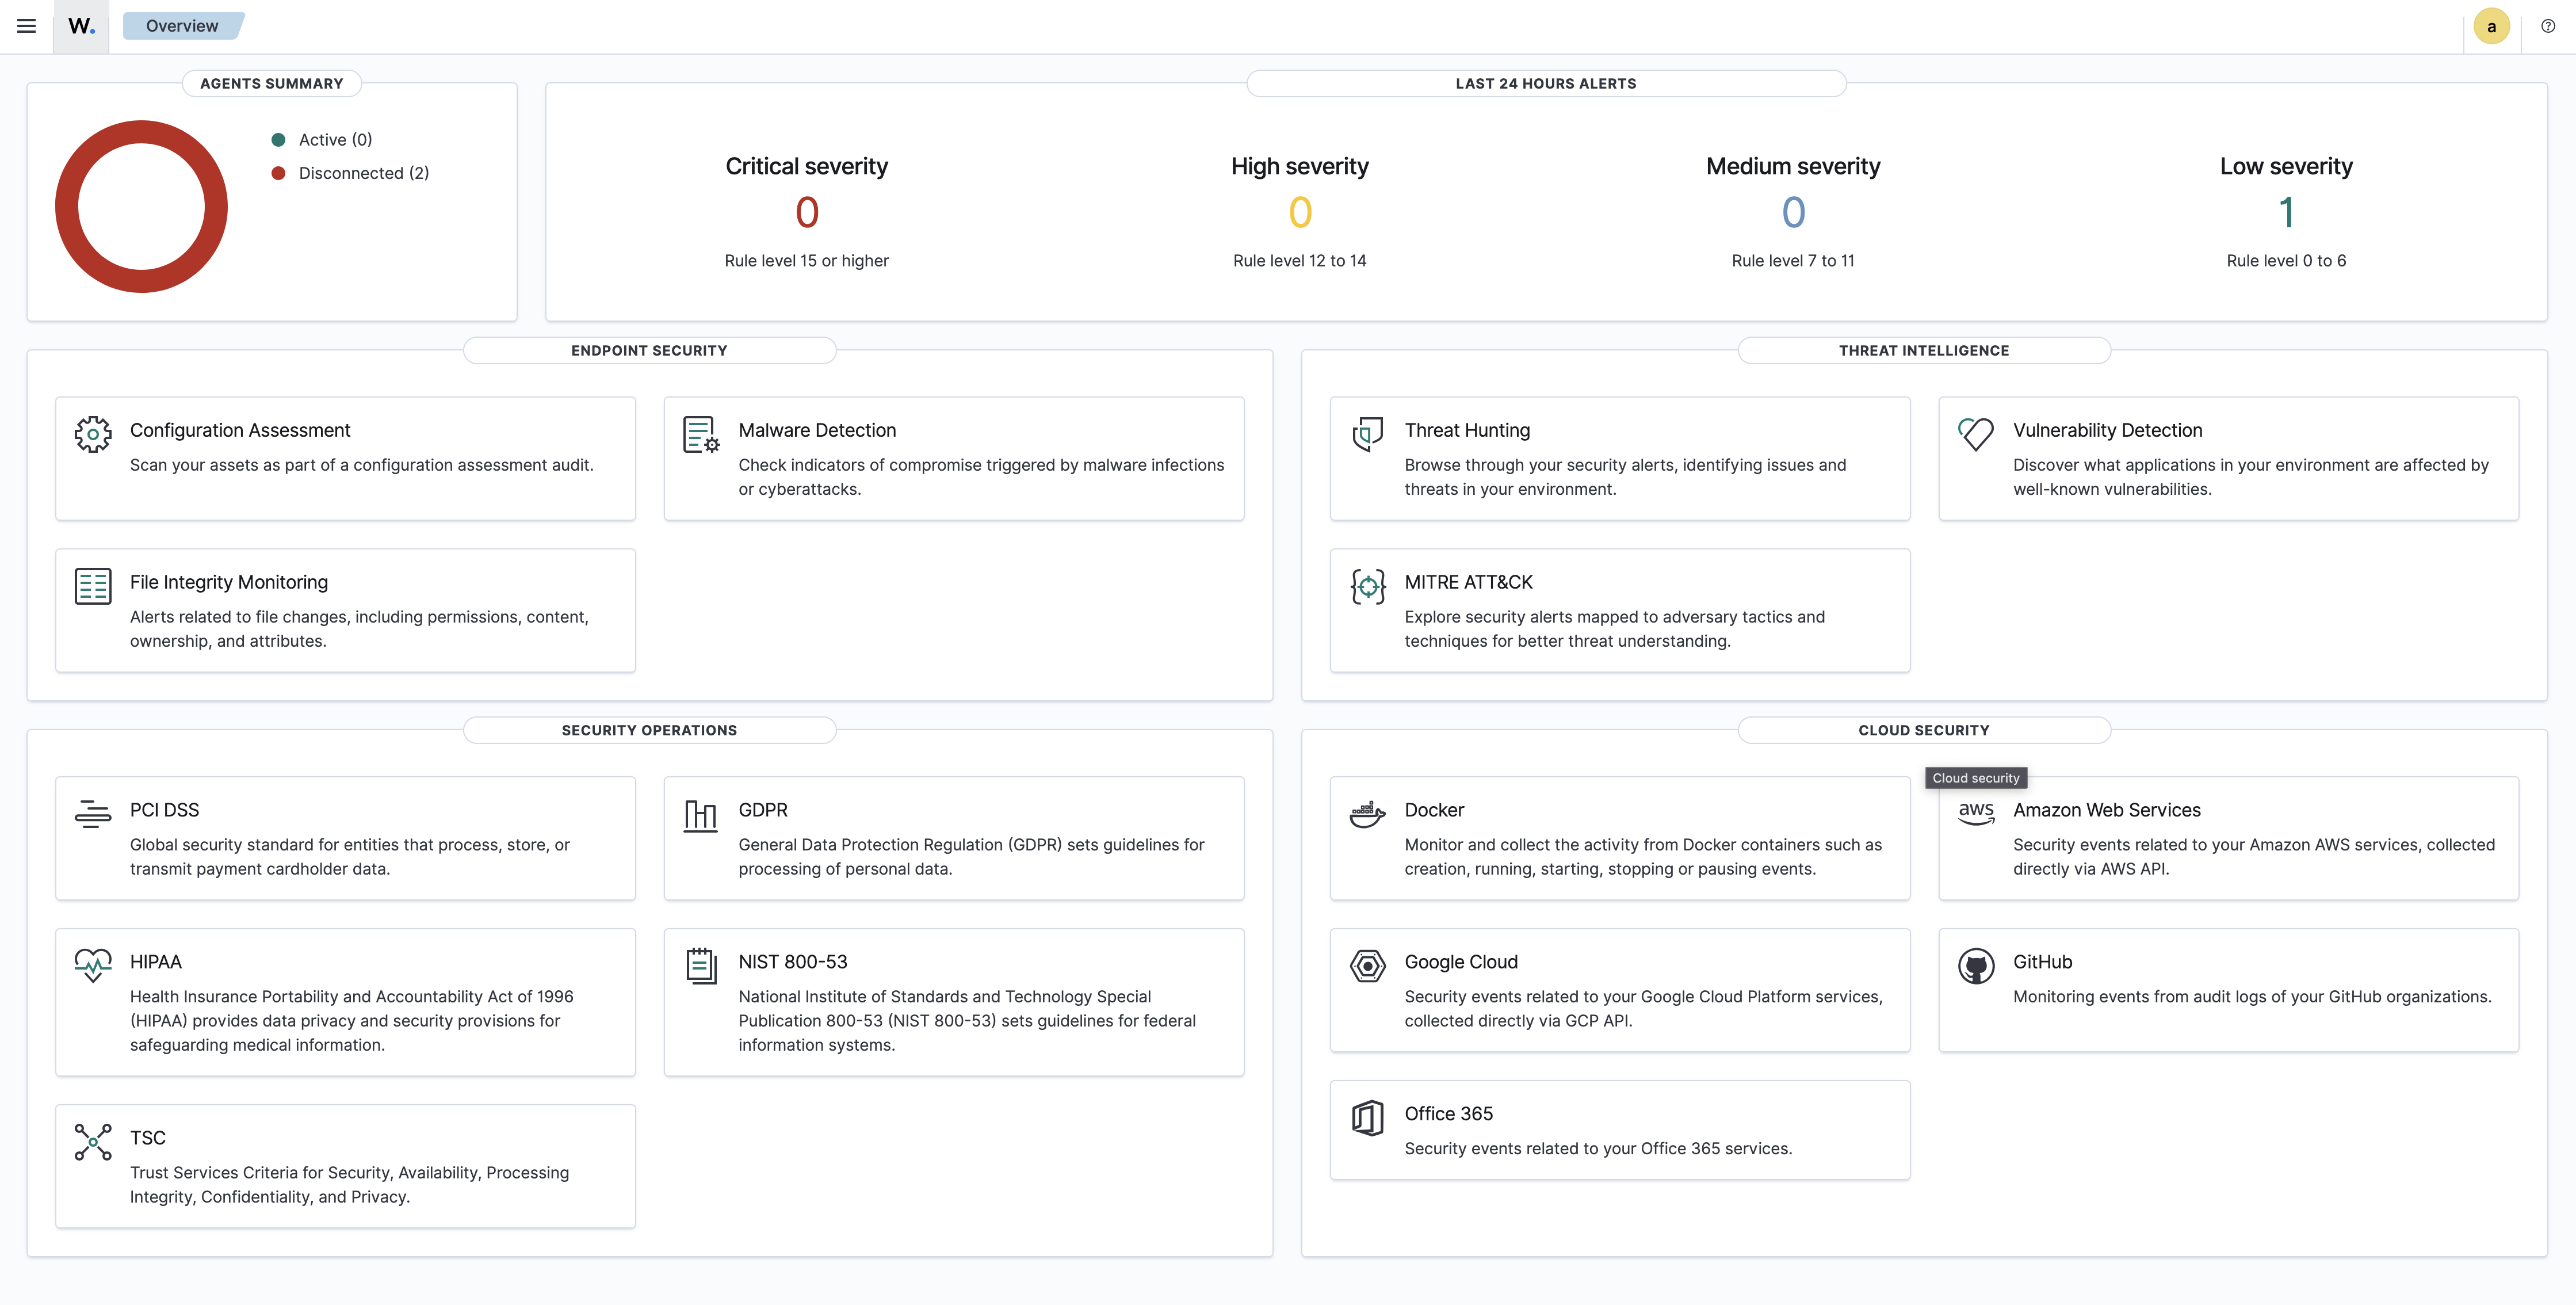 W.
Overview
a
AGENTS SUMMARY
Active (0)
Disconnected (2)
LAST 24 HOURS ALERTS
Critical severity
0
Rule level 15 or higher
High severity
0
Rule level 12 to 14
Medium severity
0
Rule level 7 to 11
Low severity
1
Rule level 0 to 6
ENDPOINT SECURITY
Configuration Assessment
Scan your assets as part of a configuration assessment audit.
Malware Detection
Check indicators of compromise triggered by malware infections
or cyberattacks.
File Integrity Monitoring
Alerts related to file changes, including permissions, content,
ownership, and attributes.
THREAT INTELLIGENCE
Threat Hunting
Browse through your security alerts, identifying issues and
threats in your environment.
Vulnerability Detection
Discover what applications in your environment are affected by
well-known vulnerabilities.
MITRE ATT&CK
Explore security alerts mapped to adversary tactics and
techniques for better threat understanding.
SECURITY OPERATIONS
PCI DSS
Global security standard for entities that process, store, or
transmit payment cardholder data.
GDPR
General Data Protection Regulation (GDPR) sets guidelines for
processing of personal data.
HIPAA
Health Insurance Portability and Accountability Act of 1996
(HIPAA) provides data privacy and security provisions for
safeguarding medical information.
NIST 800-53
National Institute of Standards and Technology Special
Publication 800-53 (NIST 800-53) sets guidelines for federal
information systems.
TSC
Trust Services Criteria for Security, Availability, Processing
Integrity, Confidentiality, and Privacy.
CLOUD SECURITY
Cloud security
Docker
Monitor and collect the activity from Docker containers such as
creation, running, starting, stopping or pausing events.
aws
Amazon Web Services
Security events related to your Amazon AWS services, collected
directly via AWS API.
Google Cloud
Security events related to your Google Cloud Platform services,
collected directly via GCP API.
GitHub
Monitoring events from audit logs of your GitHub organizations.
Office 365
Security events related to your Office 365 services.